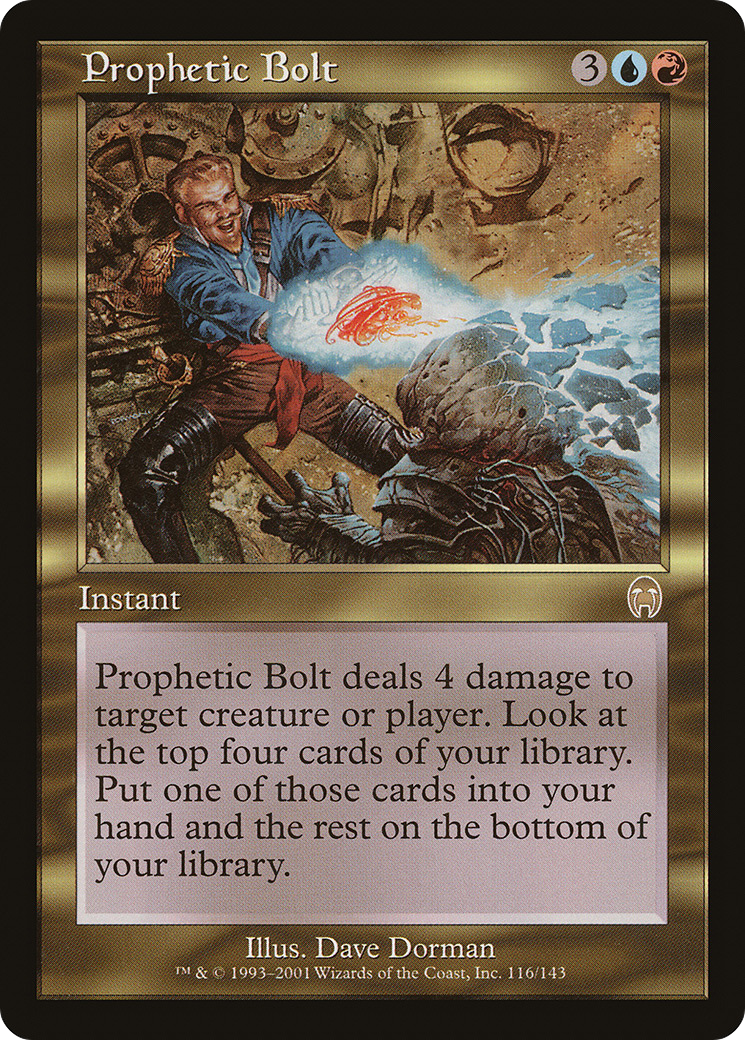 Prophetic Bolt 3
Instant
Prophetic Bolt deals 4 damage to
target creature or player. Look at
the top four cards of your library.
Put one of those cards into your
hand and the rest on the bottom of
your library.
Illus. Dave Dorman
™ & © 1993–2001 Wizards of the Coast, Inc. 116/143